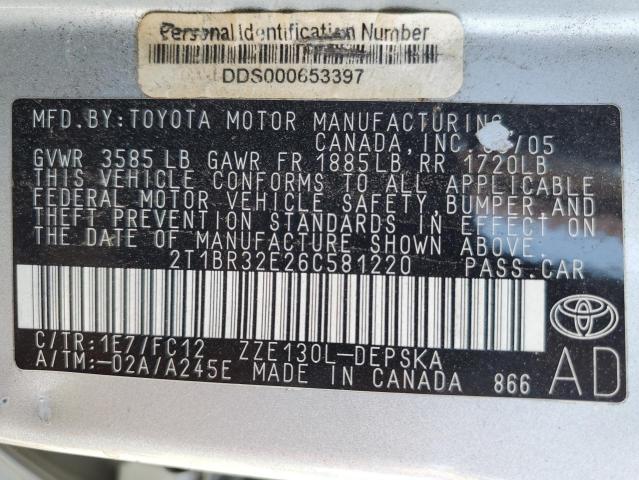 Personal Identification Number
DDS000653397
MFD.BY:TOYOTA MOTOR MANUFACTURING
CANADA,INC /05
GVWR 3585 LB GAWR FR 1885LB RR 1720LB
THIS VEHICLE CONFORMS TO ALL APPLICABLE
FEDERAL MOTOR VEHICLE SAFETY,BUMPER,AND
THEFT PREVENTION STANDARDS IN EFFECT ON
THE DATE OF MANUFACTURE SHOWN ABOVE.
2T1BR32E26C581220 PASS.CAR
C/TR:1E7/FC12 ZZE130L-DEPSKA
A/TM:-02A/A245E MADE IN CANADA 866 AD